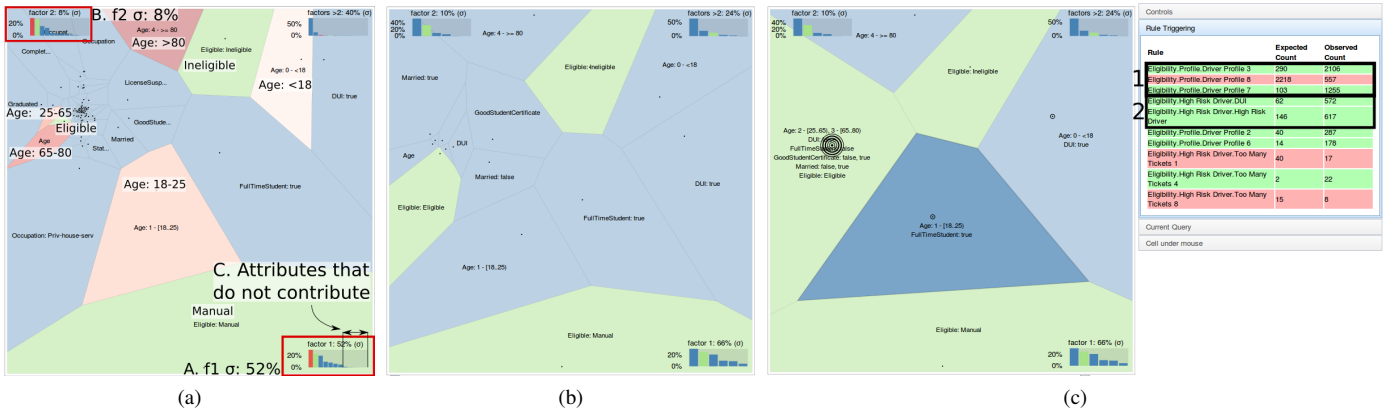 factor 2: 8% (σ)
20%
0%
Occupat...
B. f2 σ: 8%
factors >2: 40% (σ)
50%
0%
Occupation
Complet...
Age: 4 - >= 80
Age: >80
Eligible: Ineligible
Ineligible
Age: 0 - <18
Age: <18
LicenseSusp...
DUI: true
Graduated
Age: 25-65
Eligible
GoodStude...
Married
Age
Stat...
Age: 65-80
Age: 18-25
FullTimeStudent: true
Age: 1 - [18..25)
Occupation: Priv-house-serv
C. Attributes that
do not contribute
Manual
Eligible: Manual
factor 1: 52% (σ)
20%
0%
A. f1 σ: 52%
(a)
factor 2: 10% (σ)
40%
20%
0%
factors >2: 24% (σ)
50%
0%
Age: 4 - >= 80
Married: true
Eligible: Ineligible
Age: 0 - <18
GoodStudentCertificate
DUI
Age
Married: false
DUI: true
Eligible: Eligible
FullTimeStudent: true
Age: 1 - [18..25)
Eligible: Manual
factor 1: 66% (σ)
20%
0%
(b)
factor 2: 10% (σ)
40%
20%
0%
factors >2: 24% (σ)
50%
0%
Age: 4 - >= 80
Eligible: Ineligible
Age: 2 - [25,65), 3 - [65..80)
DUI:
FullTimeStudent: false
GoodStudentCertificate: false, true
Married: false, true
Eligible: Eligible
Age: 0 - <18
DUI: true
Age: 1 - [18..25)
FullTimeStudent: true
Eligible: Manual
factor 1: 66% (σ)
20%
0%
(c)
Controls
Rule Triggering
Rule Expected Count Observed Count
1
Eligibility.Profile.Driver Profile 3 290 2106
Eligibility.Profile.Driver Profile 8 2218 557
Eligibility.Profile.Driver Profile 7 103 1255
2
Eligibility.High Risk Driver.DUI 62 572
Eligibility.High Risk Driver.High Risk Driver 146 617
Eligibility.Profile.Driver Profile 2 40 287
Eligibility.Profile.Driver Profile 6 14 178
Eligibility.High Risk Driver.Too Many Tickets 1 40 17
Eligibility.High Risk Driver.Too Many Tickets 4 2 22
Eligibility.High Risk Driver.Too Many Tickets 8 15 8
Current Query
Cell under mouse